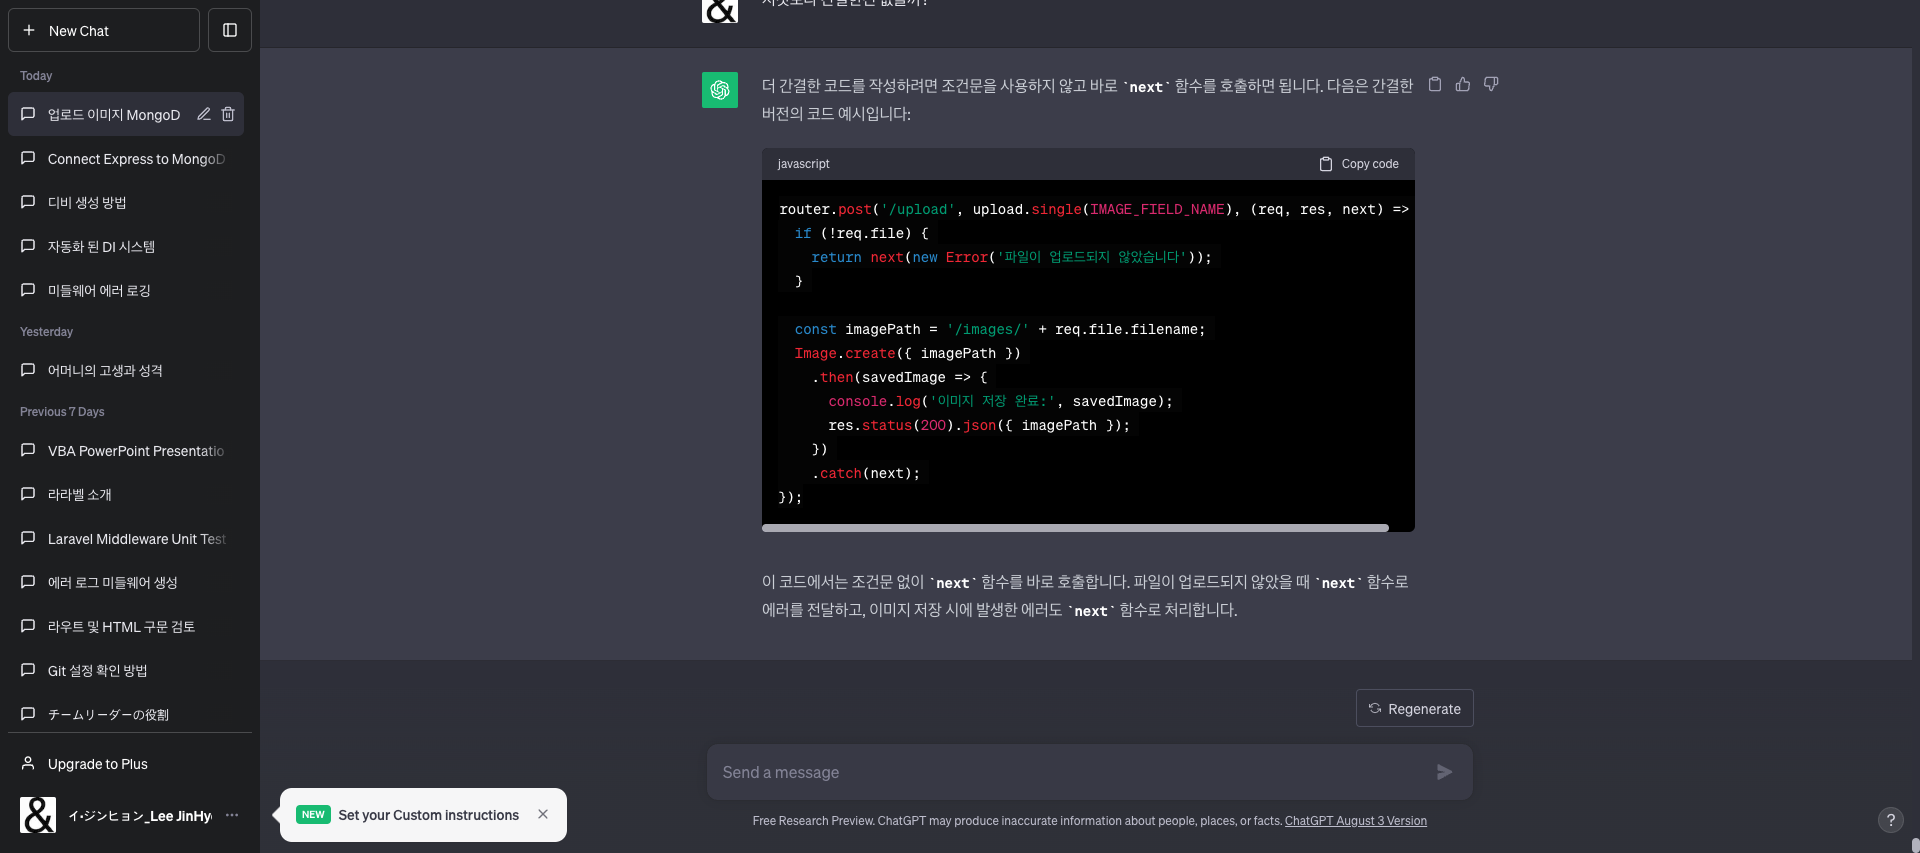 New Chat
Today
업로드 이미지 MongoD
Connect Express to MongoD
디비 생성 방법
자동화 된 DI 시스템
미들웨어 에러 로깅
Yesterday
어머니의 고생과 성격
Previous 7 Days
VBA PowerPoint Presentatio
라라벨 소개
Laravel Middleware Unit Test
에러 로그 미들웨어 생성
라우트 및 HTML 구문 검토
Git 설정 확인 방법
チームリーダーの役割
Upgrade to Plus
イ·ジンヒョン_Lee JinHy
NEW Set your Custom instructions
더 간결한 코드를 작성하려면 조건문을 사용하지 않고 바로 `next` 함수를 호출하면 됩니다. 다음은 간결한
버전의 코드 예시입니다:
javascript
Copy code
router.post('/upload', upload.single(IMAGE_FIELD_NAME), (req, res, next) =>
if (!req.file) {
return next(new Error('파일이 업로드되지 않았습니다'));
}
const imagePath = '/images/' + req.file.filename;
Image.create({ imagePath })
.then(savedImage => {
console.log('이미지 저장 완료:', savedImage);
res.status(200).json({ imagePath });
})
.catch(next);
});
이 코드에서는 조건문 없이 `next` 함수를 바로 호출합니다. 파일이 업로드되지 않았을 때 `next` 함수로
에러를 전달하고, 이미지 저장 시에 발생한 에러도 `next` 함수로 처리합니다.
Regenerate
Send a message
Free Research Preview. ChatGPT may produce inaccurate information about people, places, or facts. ChatGPT August 3 Version
?